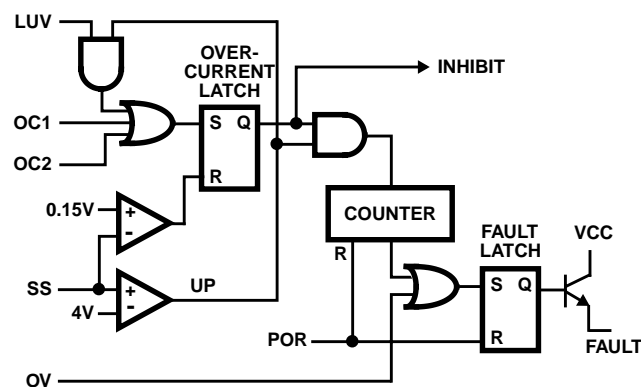 LUV
OVER-
CURRENT
LATCH
INHIBIT
OC1
S Q
OC2
R
0.15V
+
-
COUNTER
FAULT
LATCH
VCC
R
SS
+
UP
S Q
4V
-
POR
R
FAULT
OV